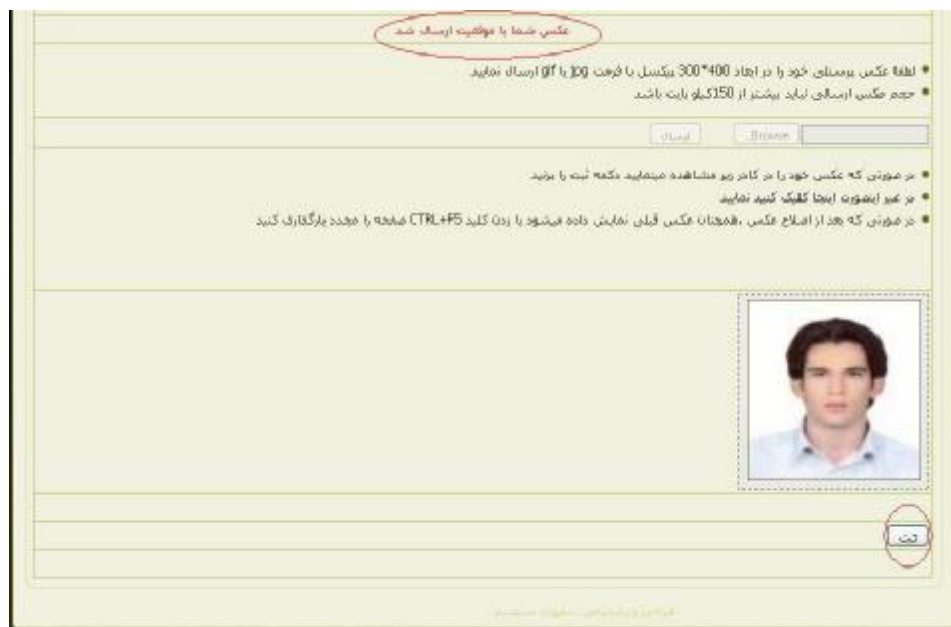 عکس شما با موفقیت ارسال شد
لطفا عکس پرسنلی خود را در ابعاد 400*300 پیکسل با فرمت jpg یا gif ارسال نمایید
حجم عکس ارسالی نباید بیشتر از 150کیلو بایت باشد
Browse... ارسال
در صورتی که عکس خود را در کادر زیر مشاهده مینمایید دکمه ثبت را بزنید
در غیر اینصورت اینجا کلیک کنید نمایید
در صورتی که بعد از اصلاح عکس ،همچنان عکس قبلی نمایش داده میشود با زدن کلید CTRL+F5 صفحه را مجدد بارگذاری کنید
ثبت